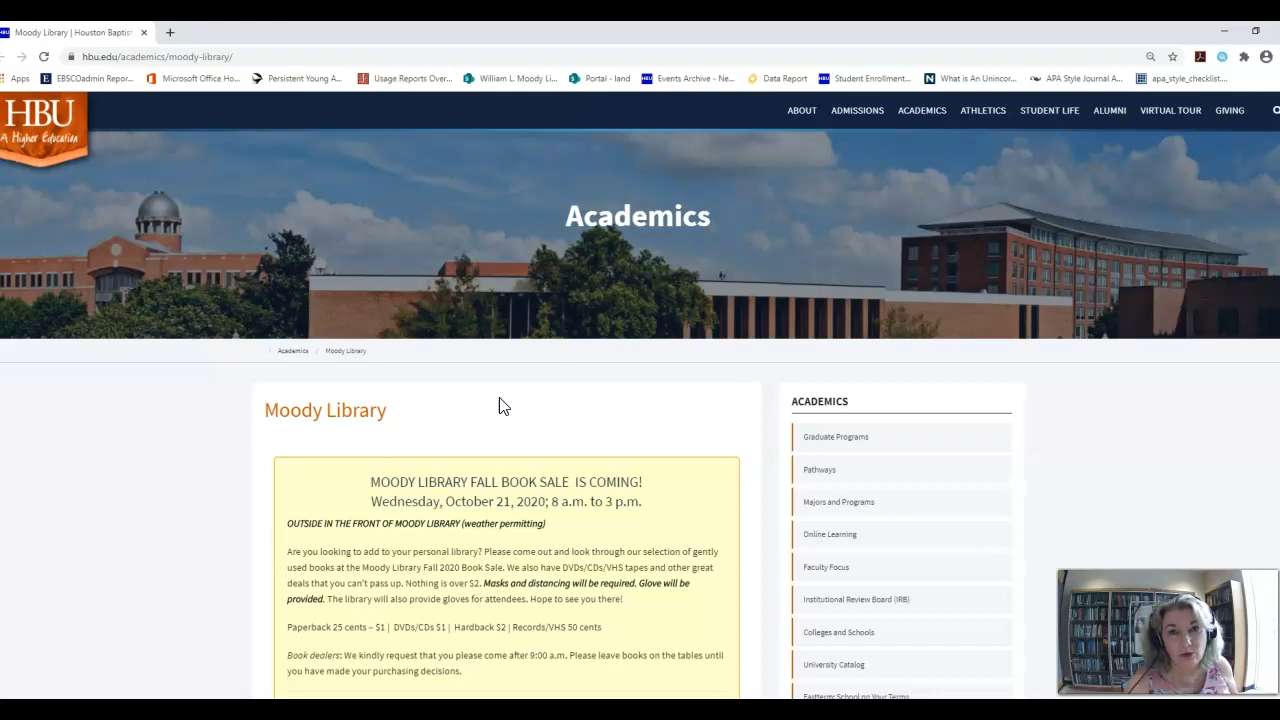 Moody Library | Houston Baptis
hbu.edu/academics/moody-library/
Apps EBSCOadmin Repor... Microsoft Office Ho... Persistent Young A... Usage Reports Over... William L. Moody Li... Portal - land Events Archive - Ne... Data Report Student Enrollment... What is An Unincor... APA Style Journal A... apa_style_checklist...
HBU
A Higher Education
ABOUT ADMISSIONS ACADEMICS ATHLETICS STUDENT LIFE ALUMNI VIRTUAL TOUR GIVING
Academics
/ Academics / Moody Library
Moody Library
MOODY LIBRARY FALL BOOK SALE IS COMING!
Wednesday, October 21, 2020; 8 a.m. to 3 p.m.
OUTSIDE IN THE FRONT OF MOODY LIBRARY (weather permitting)
Are you looking to add to your personal library? Please come out and look through our selection of gently
used books at the Moody Library Fall 2020 Book Sale. We also have DVDs/CDs/VHS tapes and other great
deals that you can't pass up. Nothing is over $2. Masks and distancing will be required. Glove will be
provided. The library will also provide gloves for attendees. Hope to see you there!
Paperback 25 cents – $1 | DVDs/CDs $1 | Hardback $2 | Records/VHS 50 cents
Book dealers: We kindly request that you please come after 9:00 a.m. Please leave books on the tables until
you have made your purchasing decisions.
ACADEMICS
Graduate Programs
Pathways
Majors and Programs
Online Learning
Faculty Focus
Institutional Review Board (IRB)
Colleges and Schools
University Catalog
Eastterm: School on Your Terms